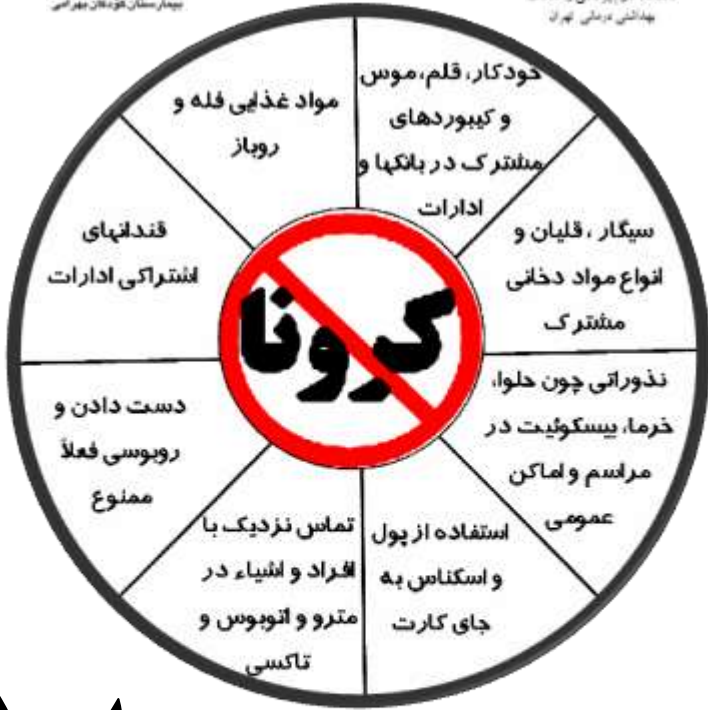 بیمارستان کودکان بهرامی
بهداشتی درمانی تهران
خودکار، قلم، موس
و کیبوردهای
مشترک در بانکها و
ادارات
سیگار، قلیان و
انواع مواد دخانی
مشترک
نذوراتی چون حلوا،
خرما، بیسکوئیت در
مراسم و اماکن
عمومی
استفاده از پول
و اسکناس به
جای کارت
تماس نزدیک با
افراد و اشیاء در
مترو و اتوبوس و
تاکسی
دست دادن و
روبوسی فعلاً
ممنوع
قندانهای
اشتراکی ادارات
مواد غذایی فله و
روباز
کرونا